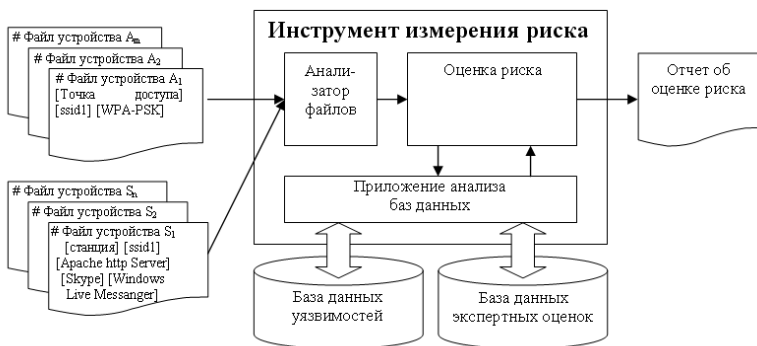 # Файл устройства Am
# Файл устройства A2
# Файл устройства A1
[Точка доступа]
[ssid1] [WPA-PSK]
# Файл устройства Sn
# Файл устройства S2
# Файл устройства S1
[станция] [ssid1]
[Apache http Server]
[Skype] [Windows
Live Messanger]
Инструмент измерения риска
Анали-
затор
файлов
Оценка риска
Приложение анализа
баз данных
База данных
уязвимостей
База данных
экспертных оценок
Отчет об
оценке риска